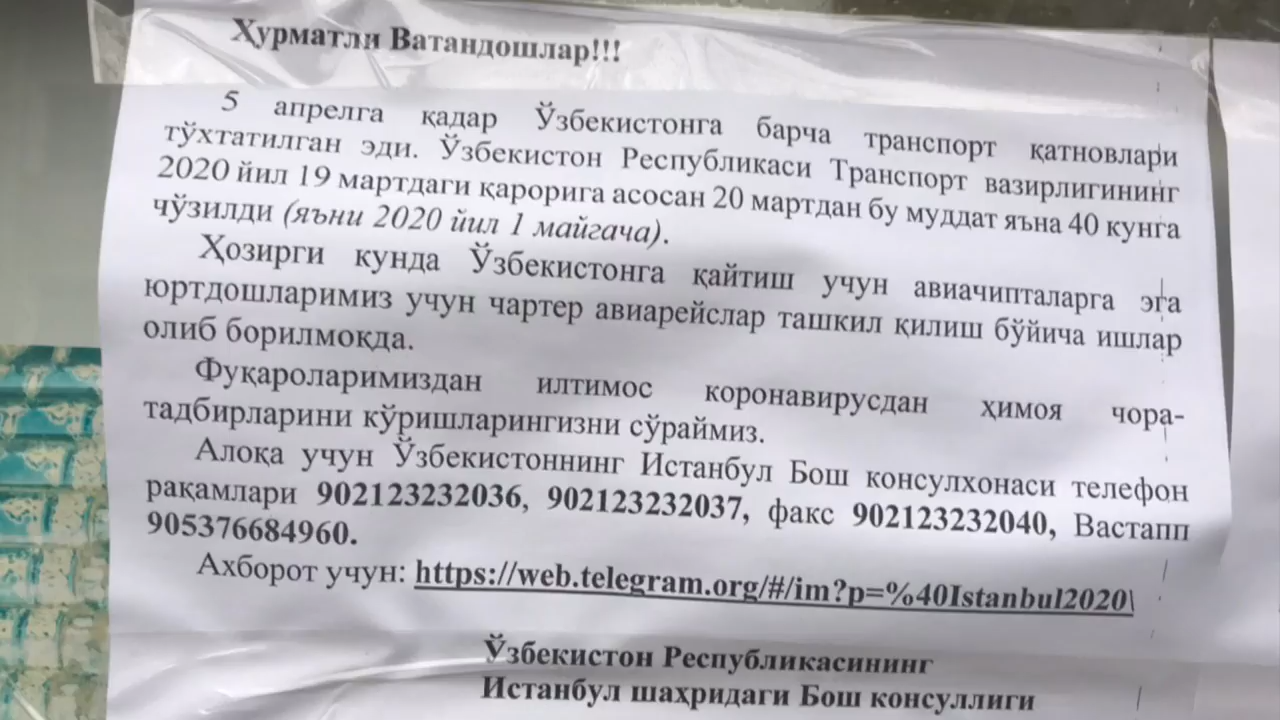 Ҳурматли Ватандошлар!!!
5 апрелга қадар Ўзбекистонга барча транспорт қатновлари
тўхтатилган эди. Ўзбекистон Республикаси Транспорт вазирлигининг
2020 йил 19 мартдаги қарорига асосан 20 мартдан бу муддат яъна 40 кунга
чўзилди (яъни 2020 йил 1 майгача).
Ҳозирги кунда Ўзбекистонга қайтиш учун авиачипталарга эга
юртдошларимиз учун чартер авиарейслар ташкил қилиш бўйича ишлар
олиб борилмоқда.
Фуқароларимиздан илтимос коронавирусдан ҳимоя чора-
тадбирларини кўришларингизни сўраймиз.
Алоқа учун Ўзбекистоннинг Истанбул Бош консулхонаси телефон
рақамлари 902123232036, 902123232037, факс 902123232040, Вастапп
905376684960.
Ахборот учун: https://web.telegram.org/#/im?p=%40Istanbul2020\
Ўзбекистон Республикасининг
Истанбул шаҳридаги Бош консуллиги